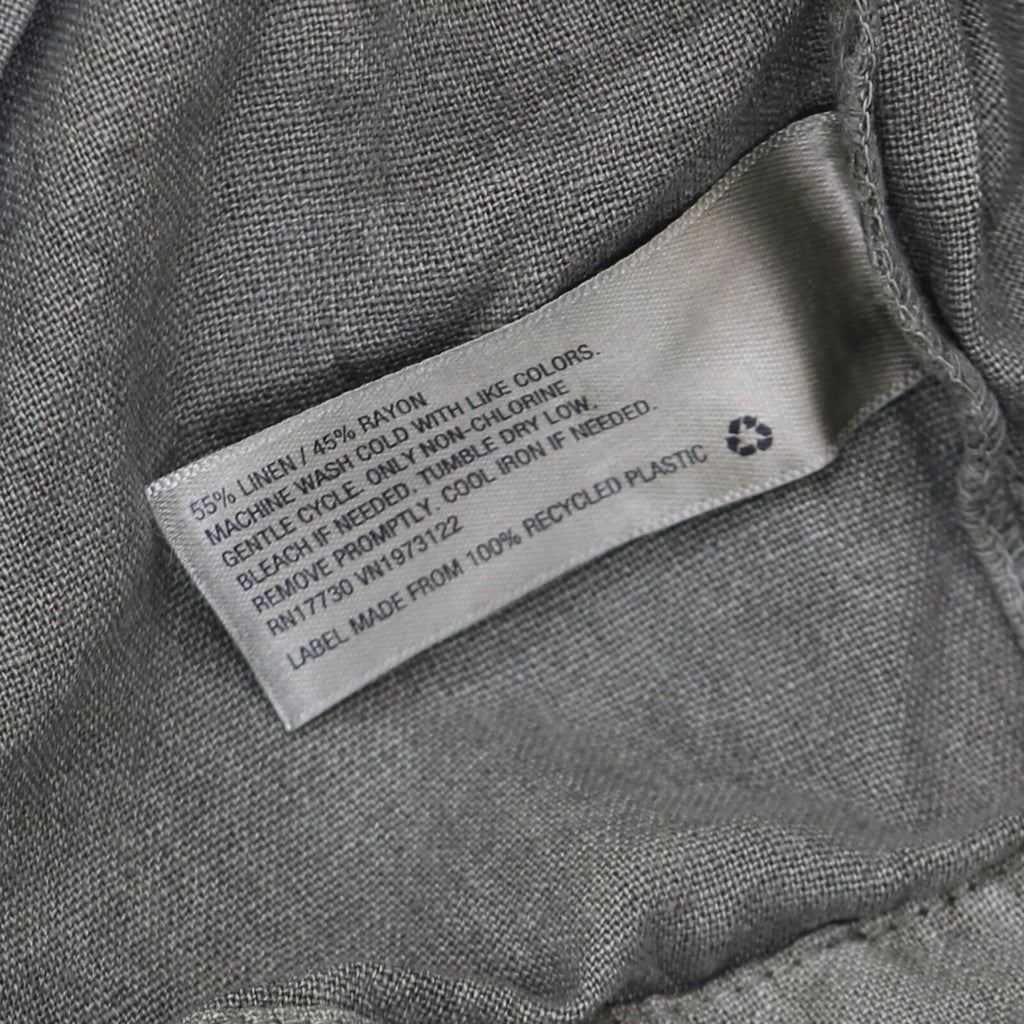 55% LINEN / 45% RAYON
MACHINE WASH COLD WITH LIKE COLORS.
GENTLE CYCLE. ONLY NON-CHLORINE
BLEACH IF NEEDED. TUMBLE DRY LOW.
REMOVE PROMPTLY. COOL IRON IF NEEDED.
RN17730 VN1973122
LABEL MADE FROM 100% RECYCLED PLASTIC